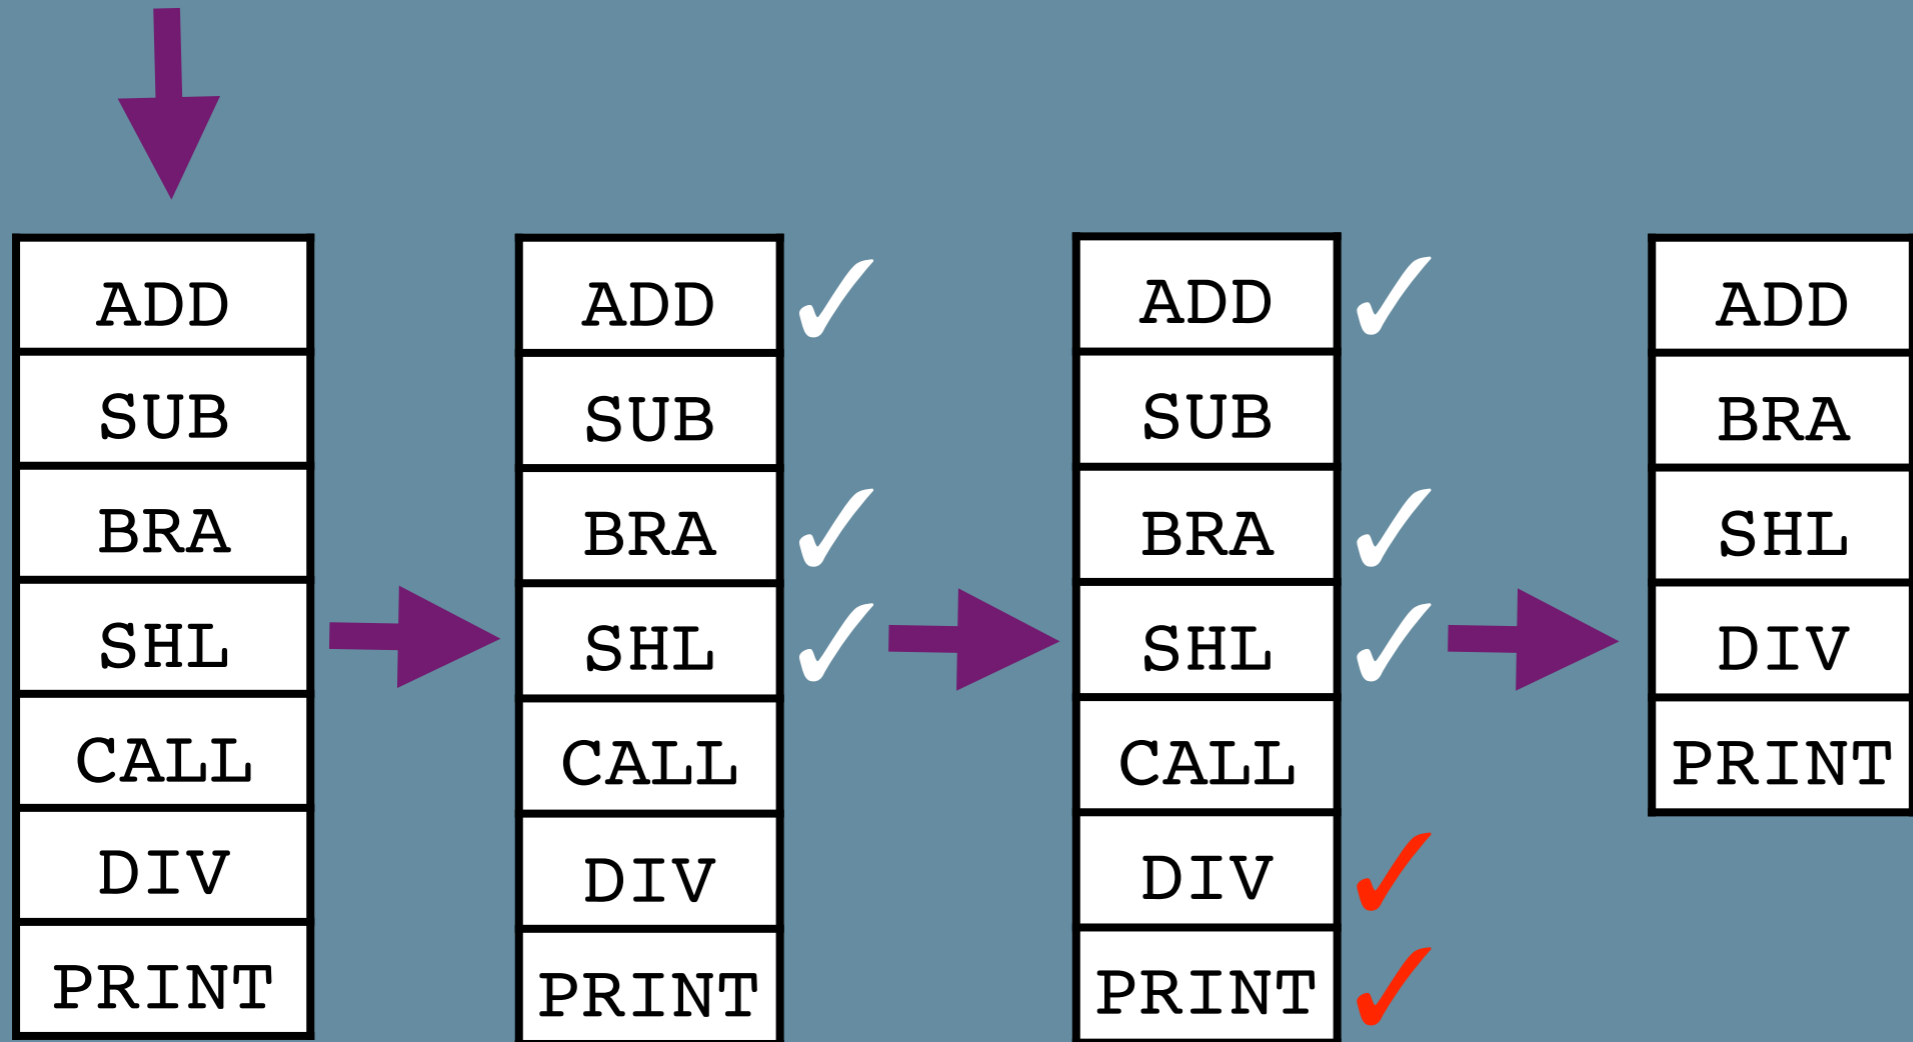 ADD
SUB
BRA
SHL
CALL
DIV
PRINT
ADD ✓
SUB
BRA ✓
SHL ✓
CALL
DIV
PRINT
ADD ✓
SUB
BRA ✓
SHL ✓
CALL
DIV ✓
PRINT ✓
ADD
BRA
SHL
DIV
PRINT